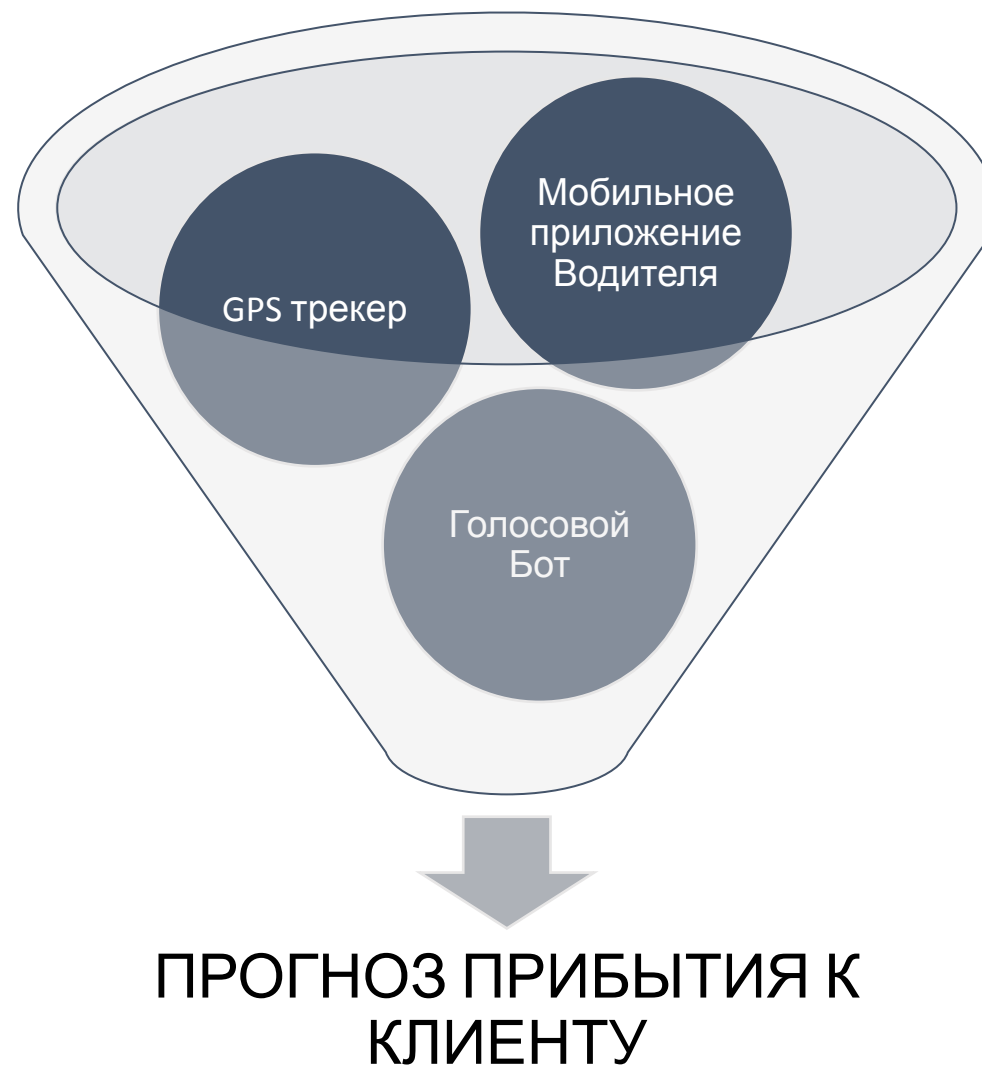 Мобильное
приложение
Водителя
GPS трекер
Голосовой
Бот
ПРОГНОЗ ПРИБЫТИЯ К
КЛИЕНТУ